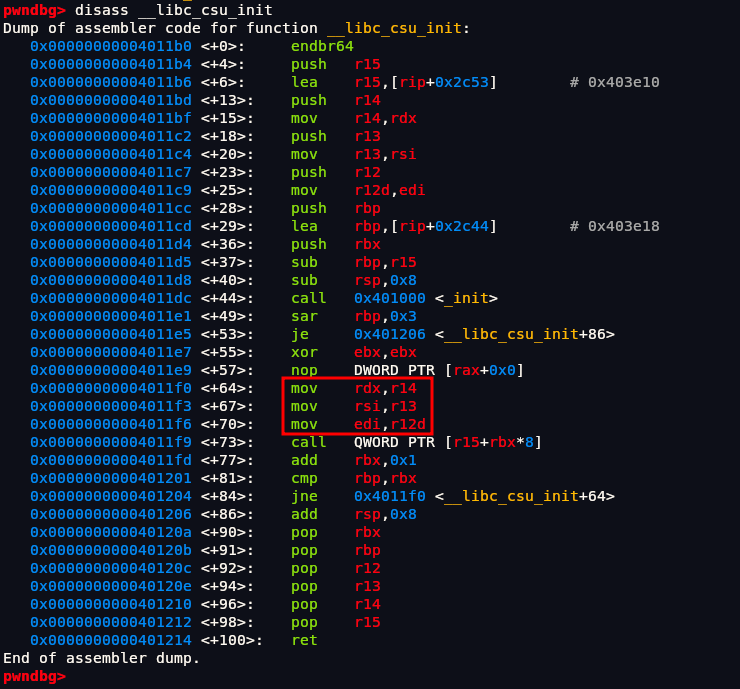 pwndbg> disass __libc_csu_init
Dump of assembler code for function __libc_csu_init:
0x00000000004011b0 <+0>: endbr64
0x00000000004011b4 <+4>: push r15
0x00000000004011b6 <+6>: lea r15,[rip+0x2c53] # 0x403e10
0x00000000004011bd <+13>: push r14
0x00000000004011bf <+15>: mov r14,rdx
0x00000000004011c2 <+18>: push r13
0x00000000004011c4 <+20>: mov r13,rsi
0x00000000004011c7 <+23>: push r12
0x00000000004011c9 <+25>: mov r12d,edi
0x00000000004011cc <+28>: push rbp
0x00000000004011cd <+29>: lea rbp,[rip+0x2c44] # 0x403e18
0x00000000004011d4 <+36>: push rbx
0x00000000004011d5 <+37>: sub rbp,r15
0x00000000004011d8 <+40>: sub rsp,0x8
0x00000000004011dc <+44>: call 0x401000 <_init>
0x00000000004011e1 <+49>: sar rbp,0x3
0x00000000004011e5 <+53>: je 0x401206 <__libc_csu_init+86>
0x00000000004011e7 <+55>: xor ebx,ebx
0x00000000004011e9 <+57>: nop DWORD PTR [rax+0x0]
0x00000000004011f0 <+64>: mov rdx,r14
0x00000000004011f3 <+67>: mov rsi,r13
0x00000000004011f6 <+70>: mov edi,r12d
0x00000000004011f9 <+73>: call QWORD PTR [r15+rbx*8]
0x00000000004011fd <+77>: add rbx,0x1
0x0000000000401201 <+81>: cmp rbp,rbx
0x0000000000401204 <+84>: jne 0x4011f0 <__libc_csu_init+64>
0x0000000000401206 <+86>: add rsp,0x8
0x000000000040120a <+90>: pop rbx
0x000000000040120b <+91>: pop rbp
0x000000000040120c <+92>: pop r12
0x000000000040120e <+94>: pop r13
0x0000000000401210 <+96>: pop r14
0x0000000000401212 <+98>: pop r15
0x0000000000401214 <+100>: ret
End of assembler dump.
pwndbg>